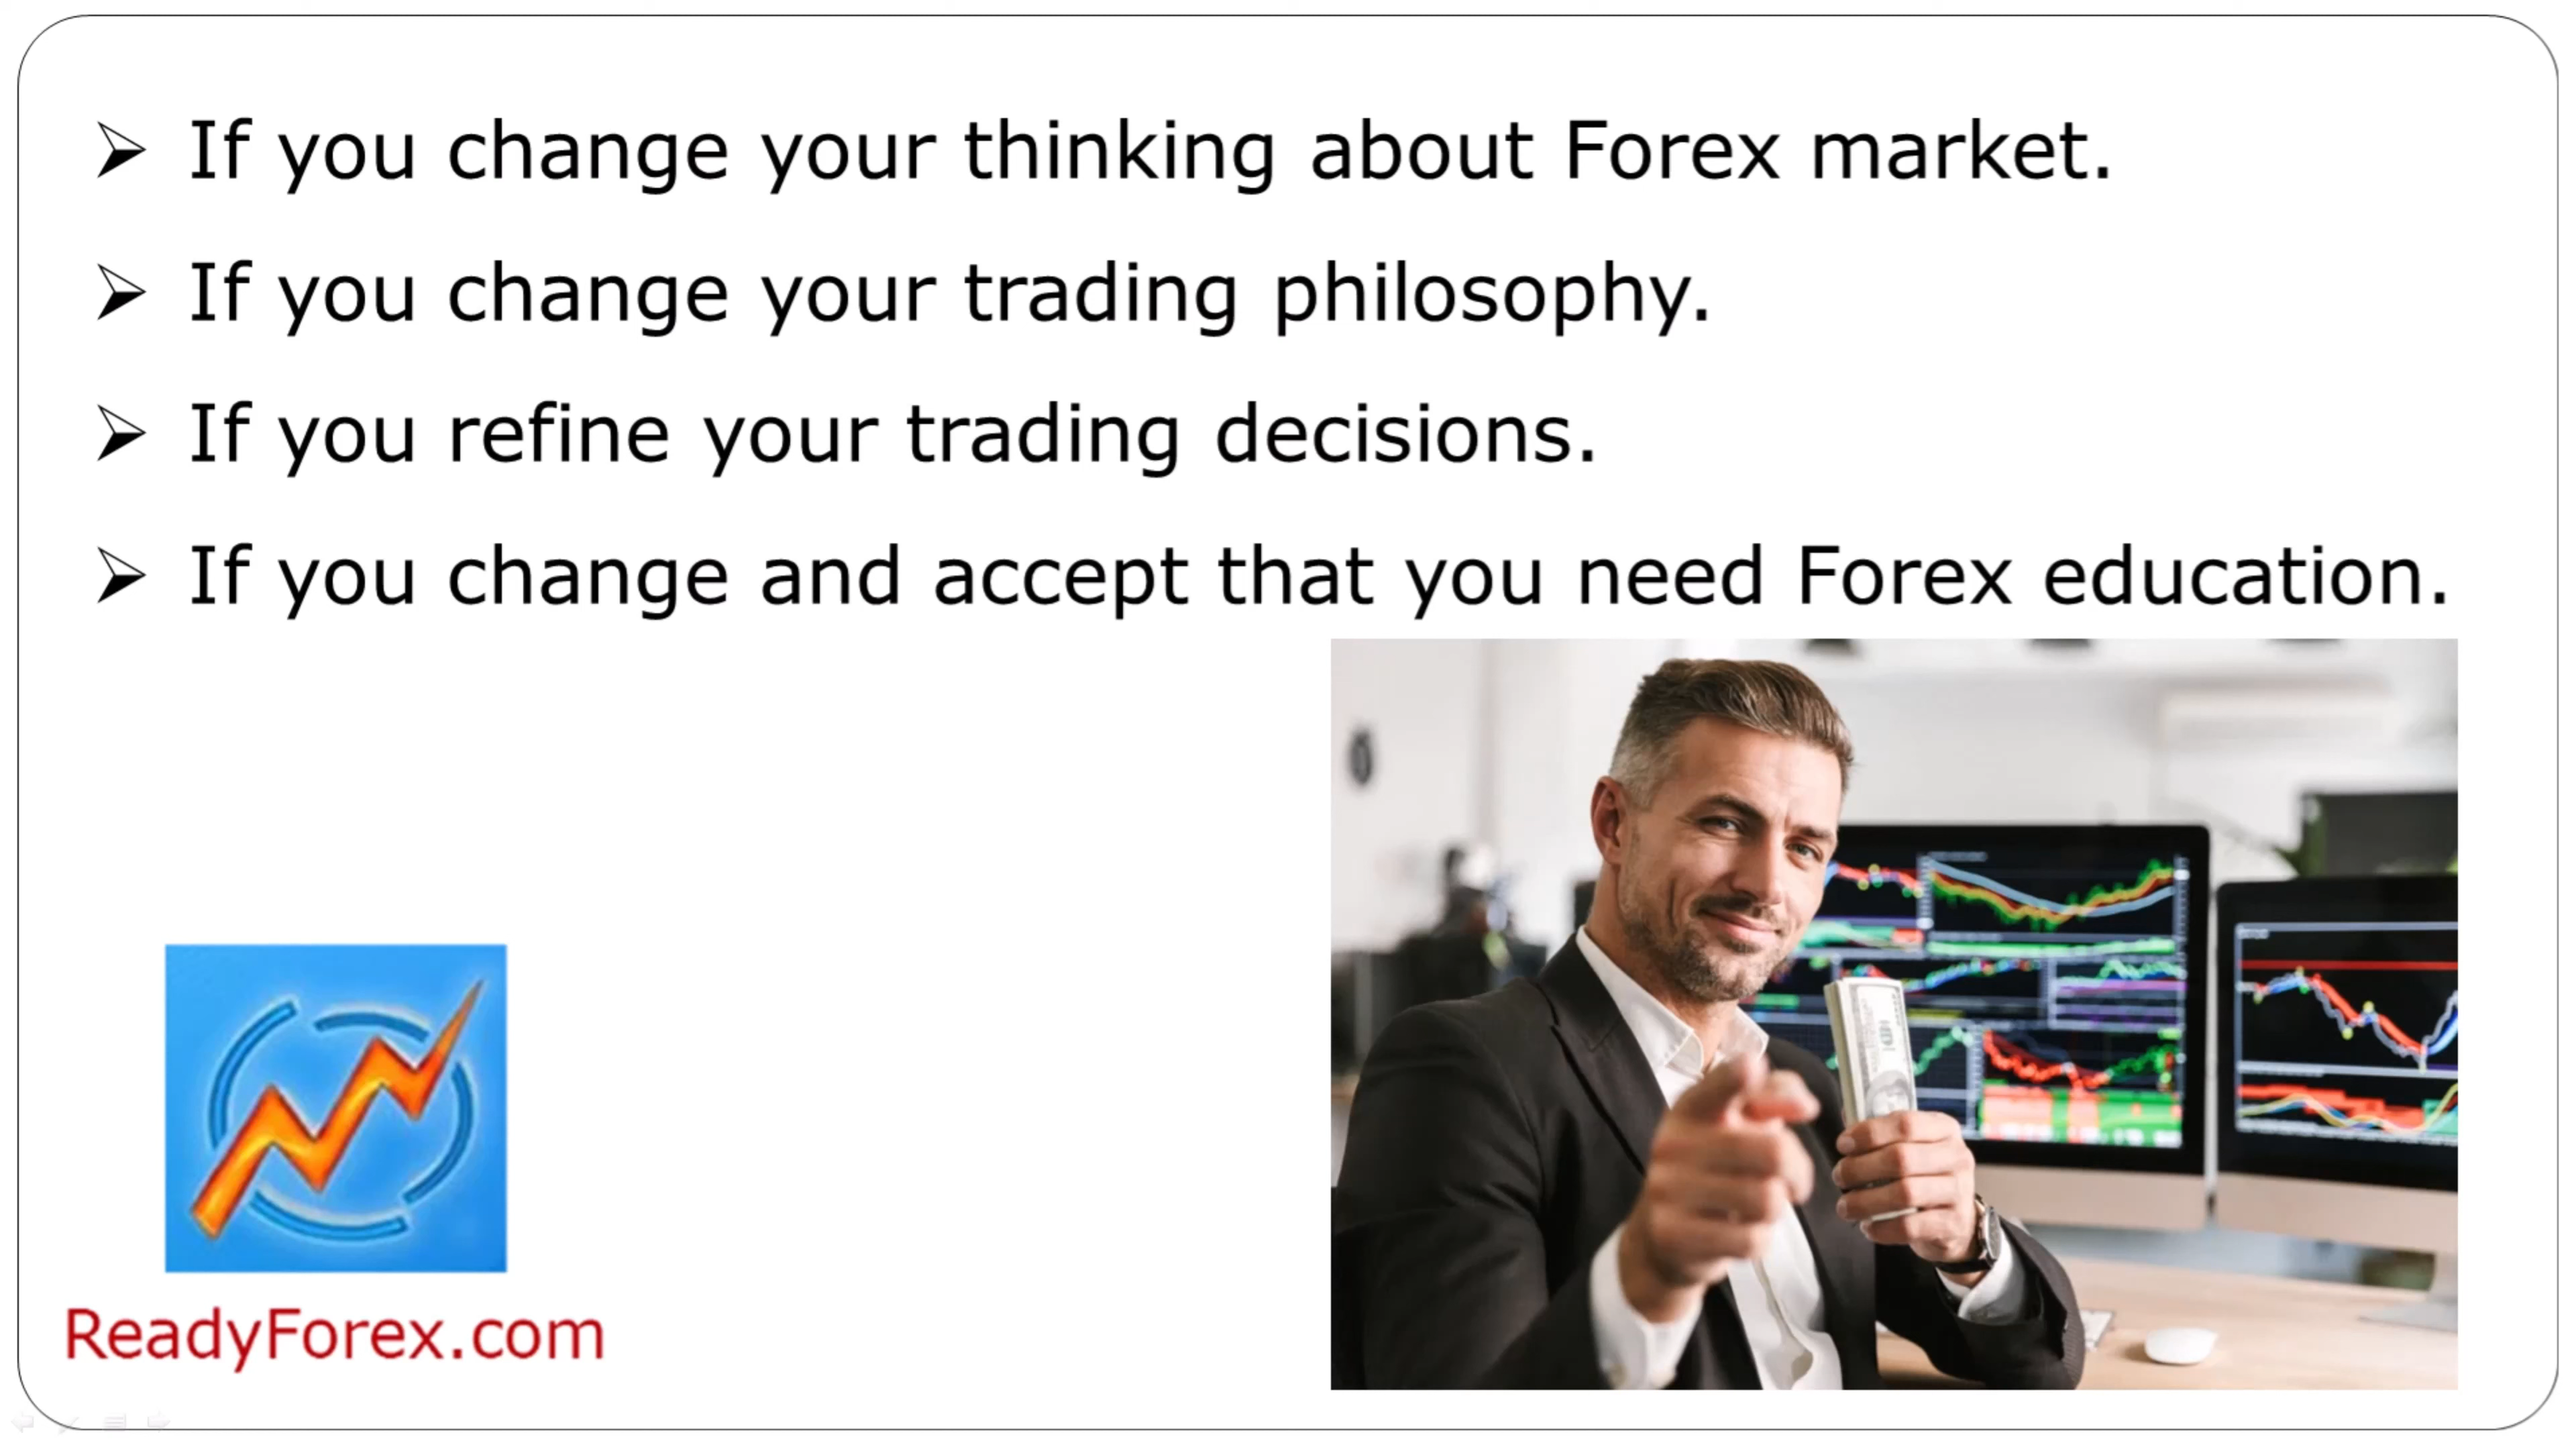 If you change your thinking about Forex market.
If you change your trading philosophy.
If you refine your trading decisions.
If you change and accept that you need Forex education.
ReadyForex.com